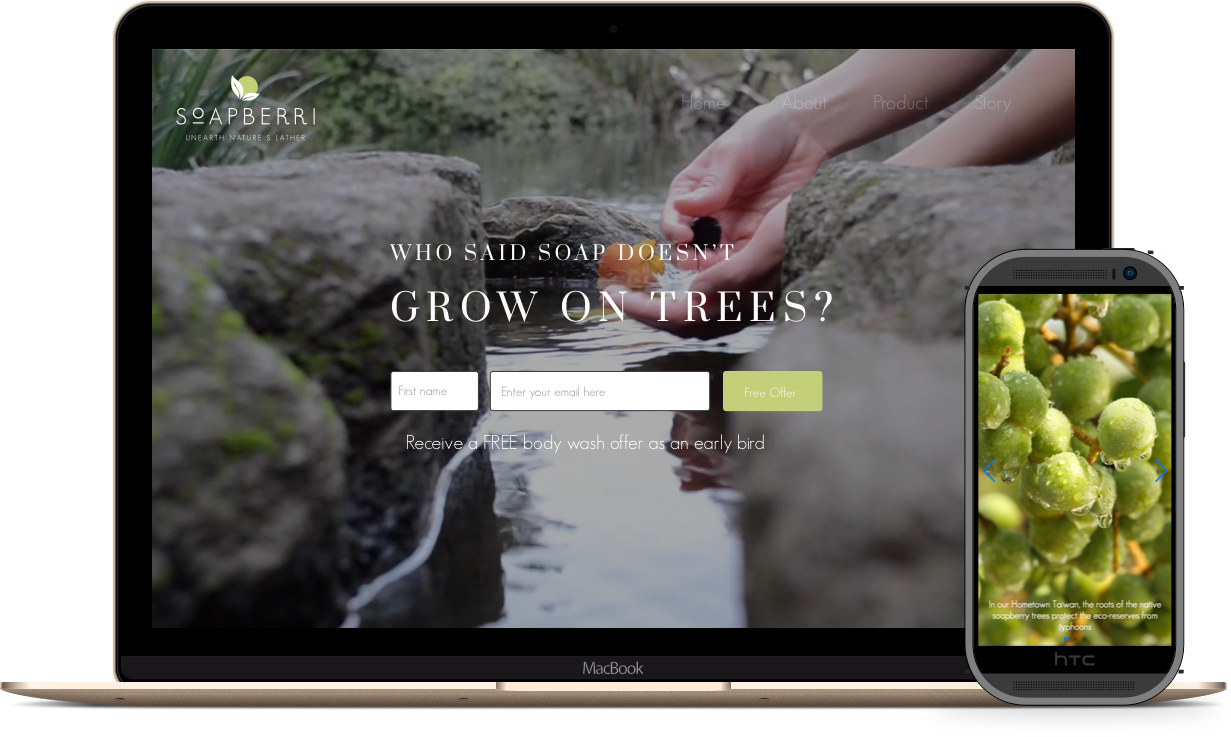 SOAPBERRI
UNEARTH NATURE S LATHER
Home About Product Story
WHO SAID SOAP DOESN'T
GROW ON TREES?
First name
Enter your email here
Free Offer
Receive a FREE body wash offer as an early bird
In our Hometown Taiwan, the roots of the native
soapberry trees protect the eco-reserves from
typhoons
hTC
MacBook